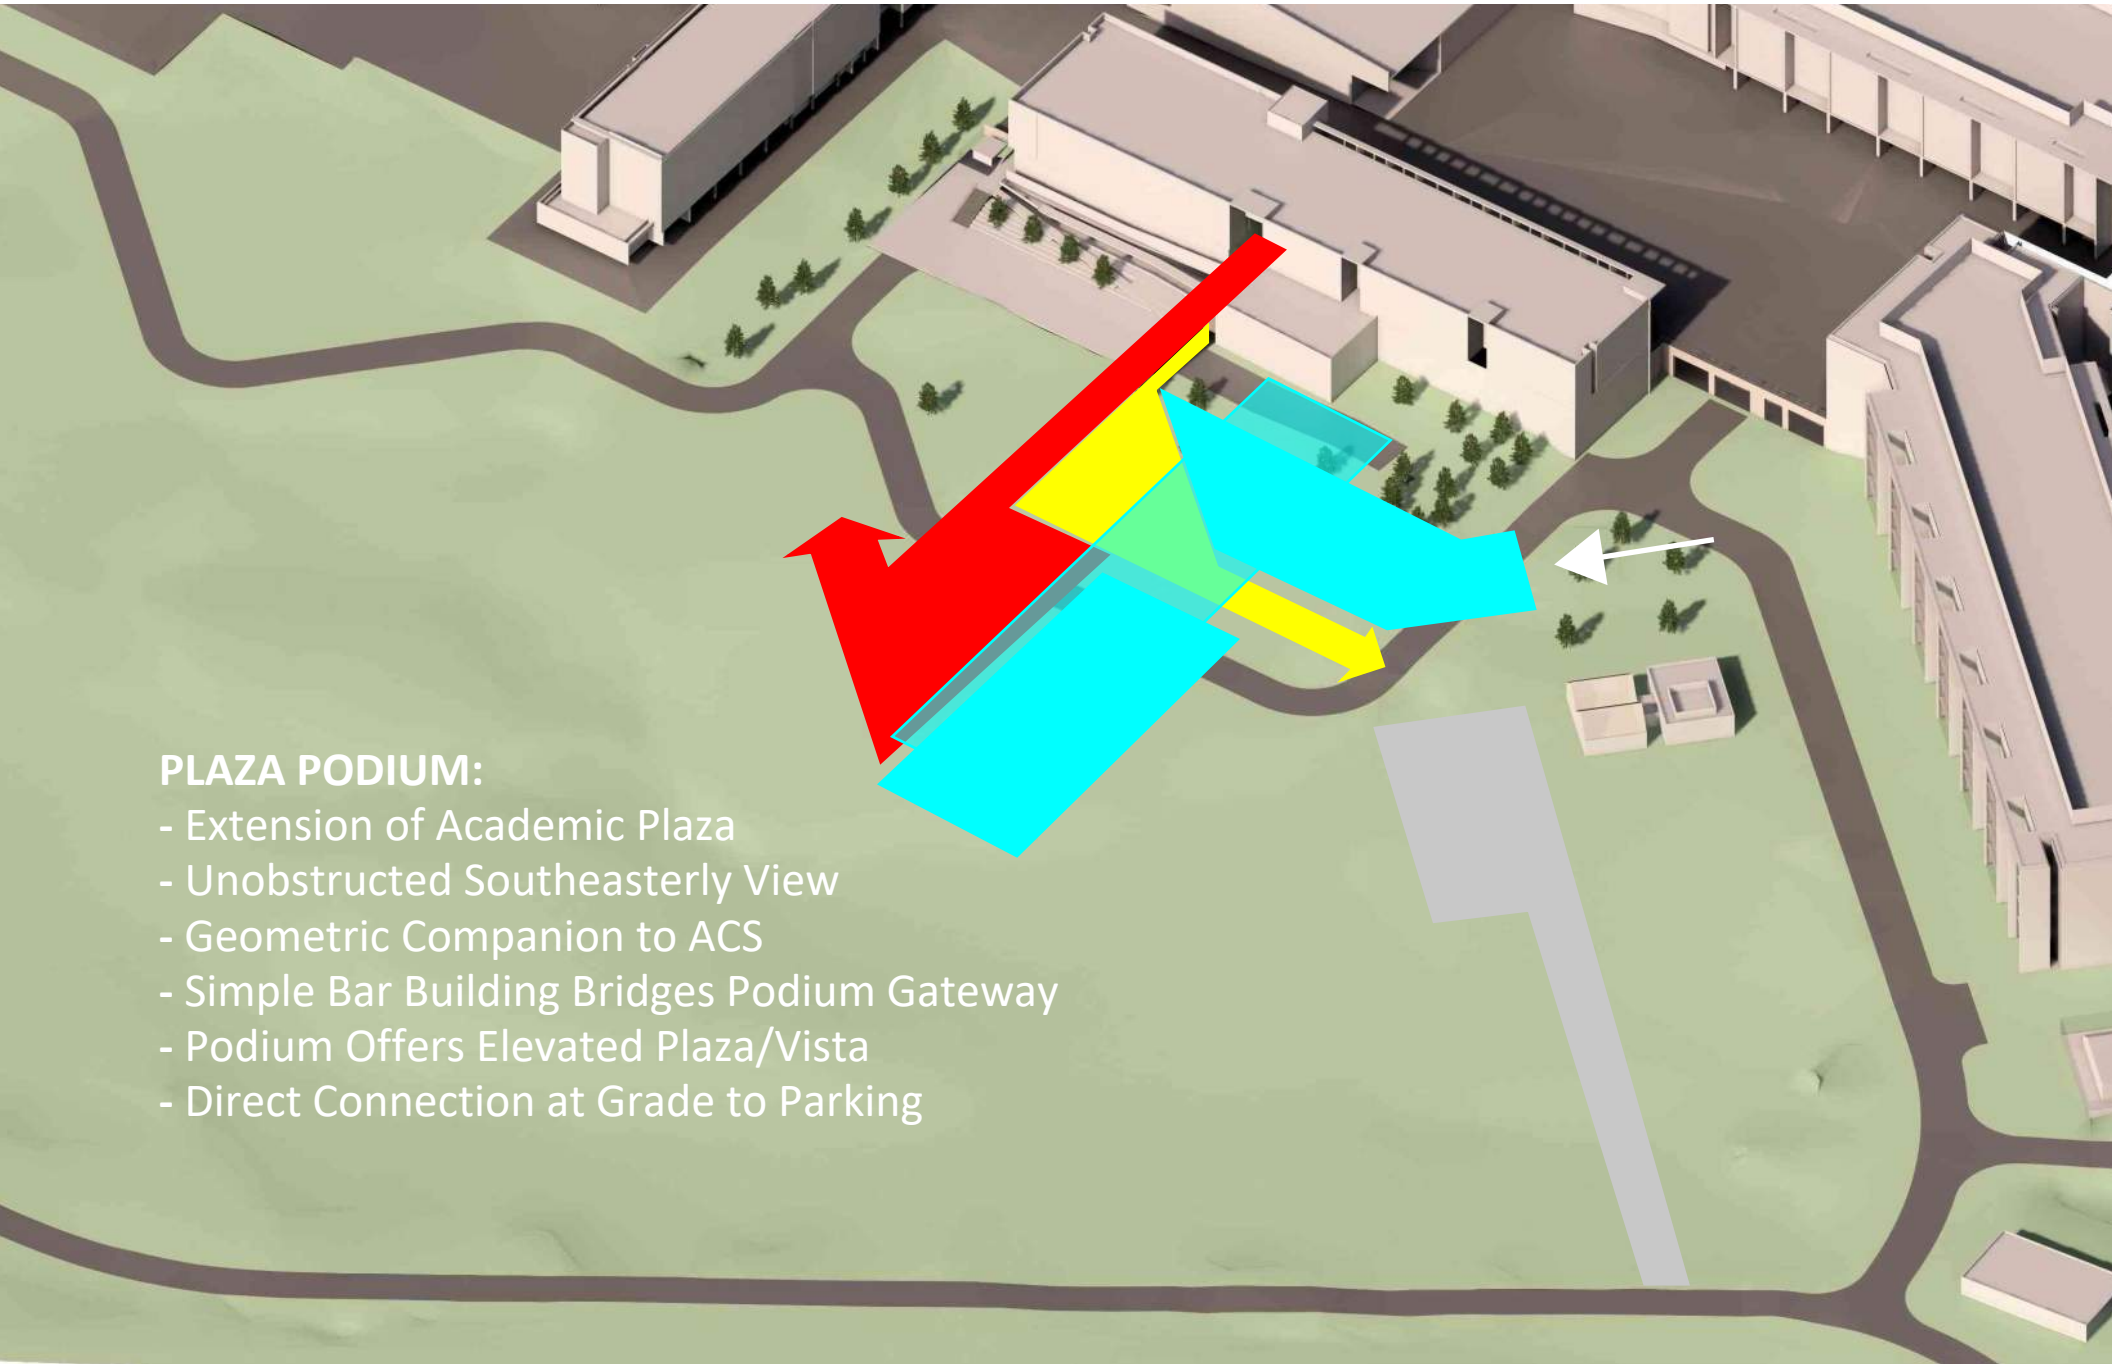 PLAZA PODIUM:
- Extension of Academic Plaza
- Unobstructed Southeasterly View
- Geometric Companion to ACS
- Simple Bar Building Bridges Podium Gateway
- Podium Offers Elevated Plaza/Vista
- Direct Connection at Grade to Parking